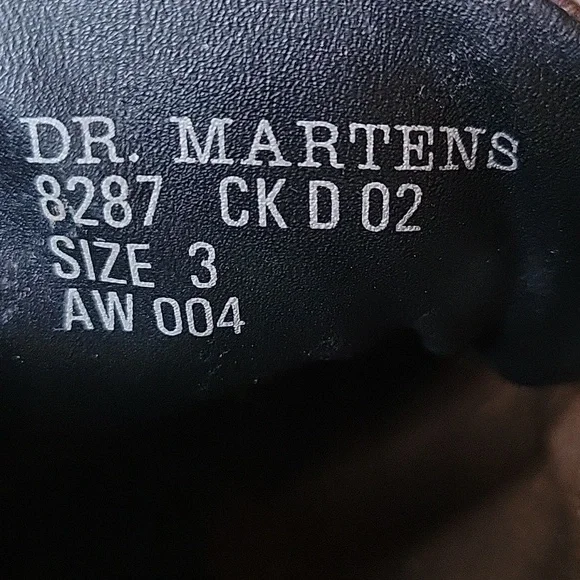 DR. MARTENS
8287 CK D 02
SIZE 3
AW 004